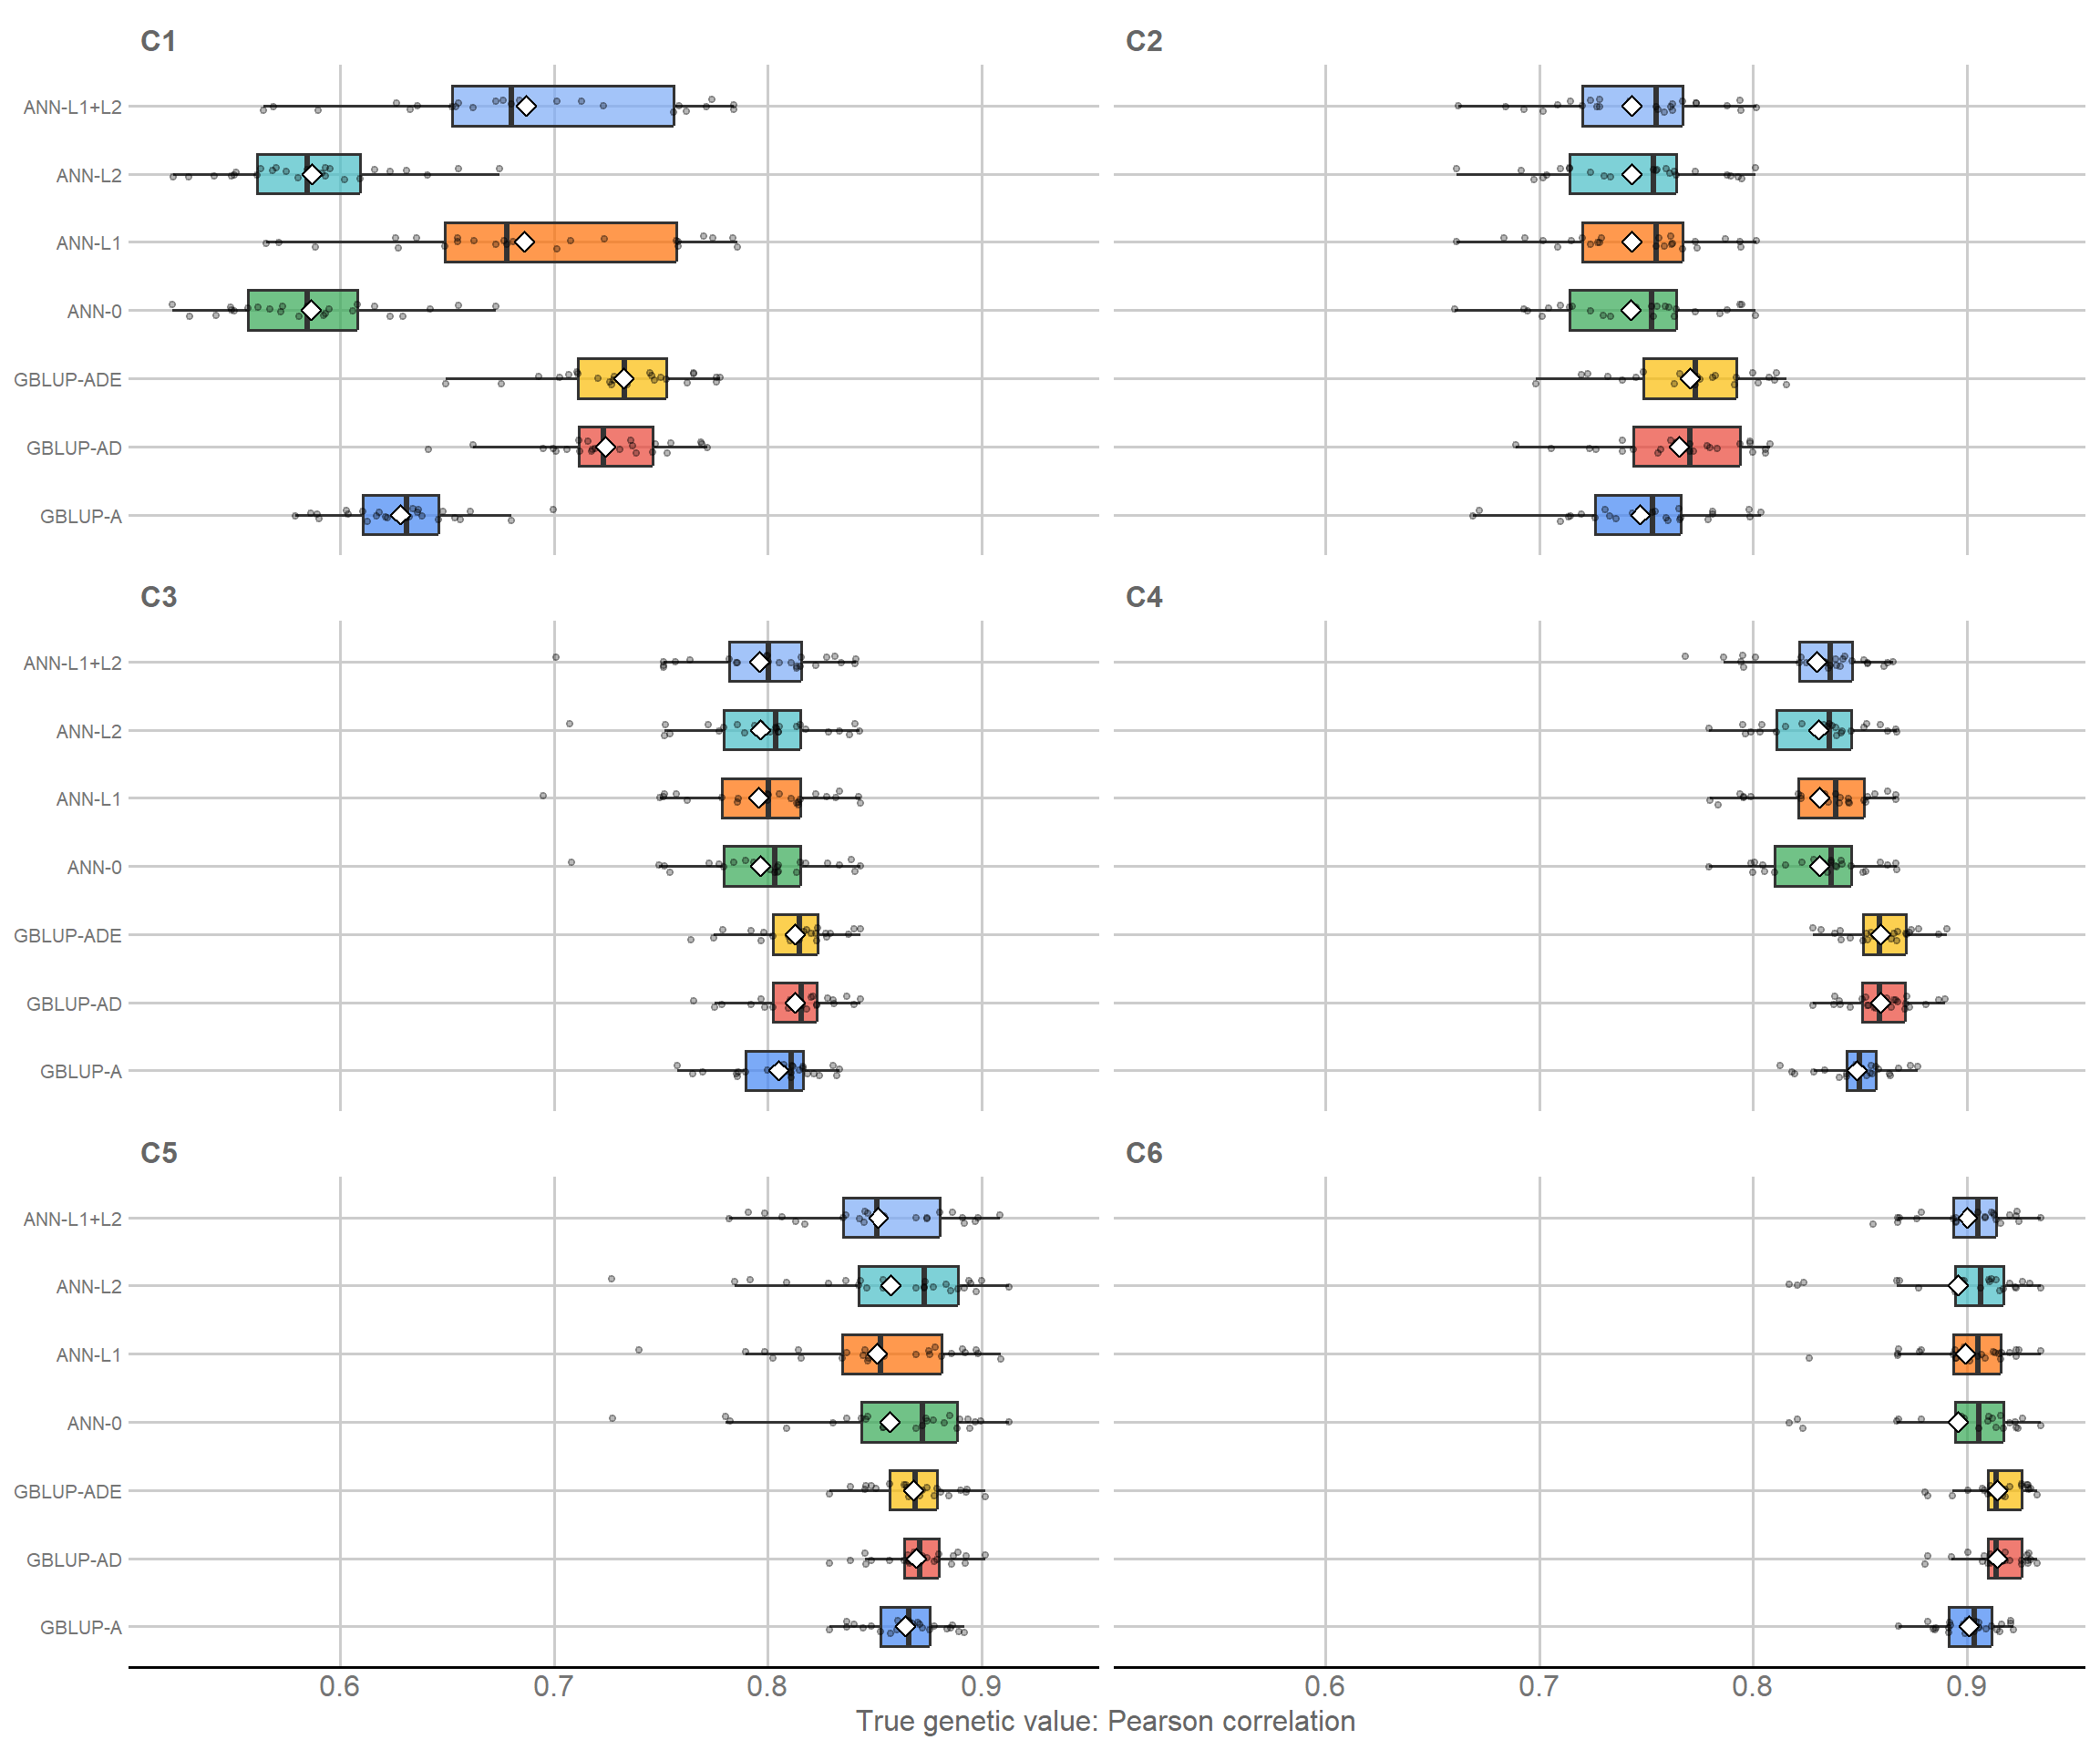 C1 C2
ANN-L1+L2
ANN-L2
ANN-L1
ANN-0
GBLUP-ADE
GBLUP-AD
GBLUP-A
C3 C4
ANN-L1+L2
ANN-L2
ANN-L1
ANN-0
GBLUP-ADE
GBLUP-AD
GBLUP-A
C5 C6
ANN-L1+L2
ANN-L2
ANN-L1
ANN-0
GBLUP-ADE
GBLUP-AD
GBLUP-A
0.6 0.7 0.8 0.9 0.6 0.7 0.8 0.9
True genetic value: Pearson correlation